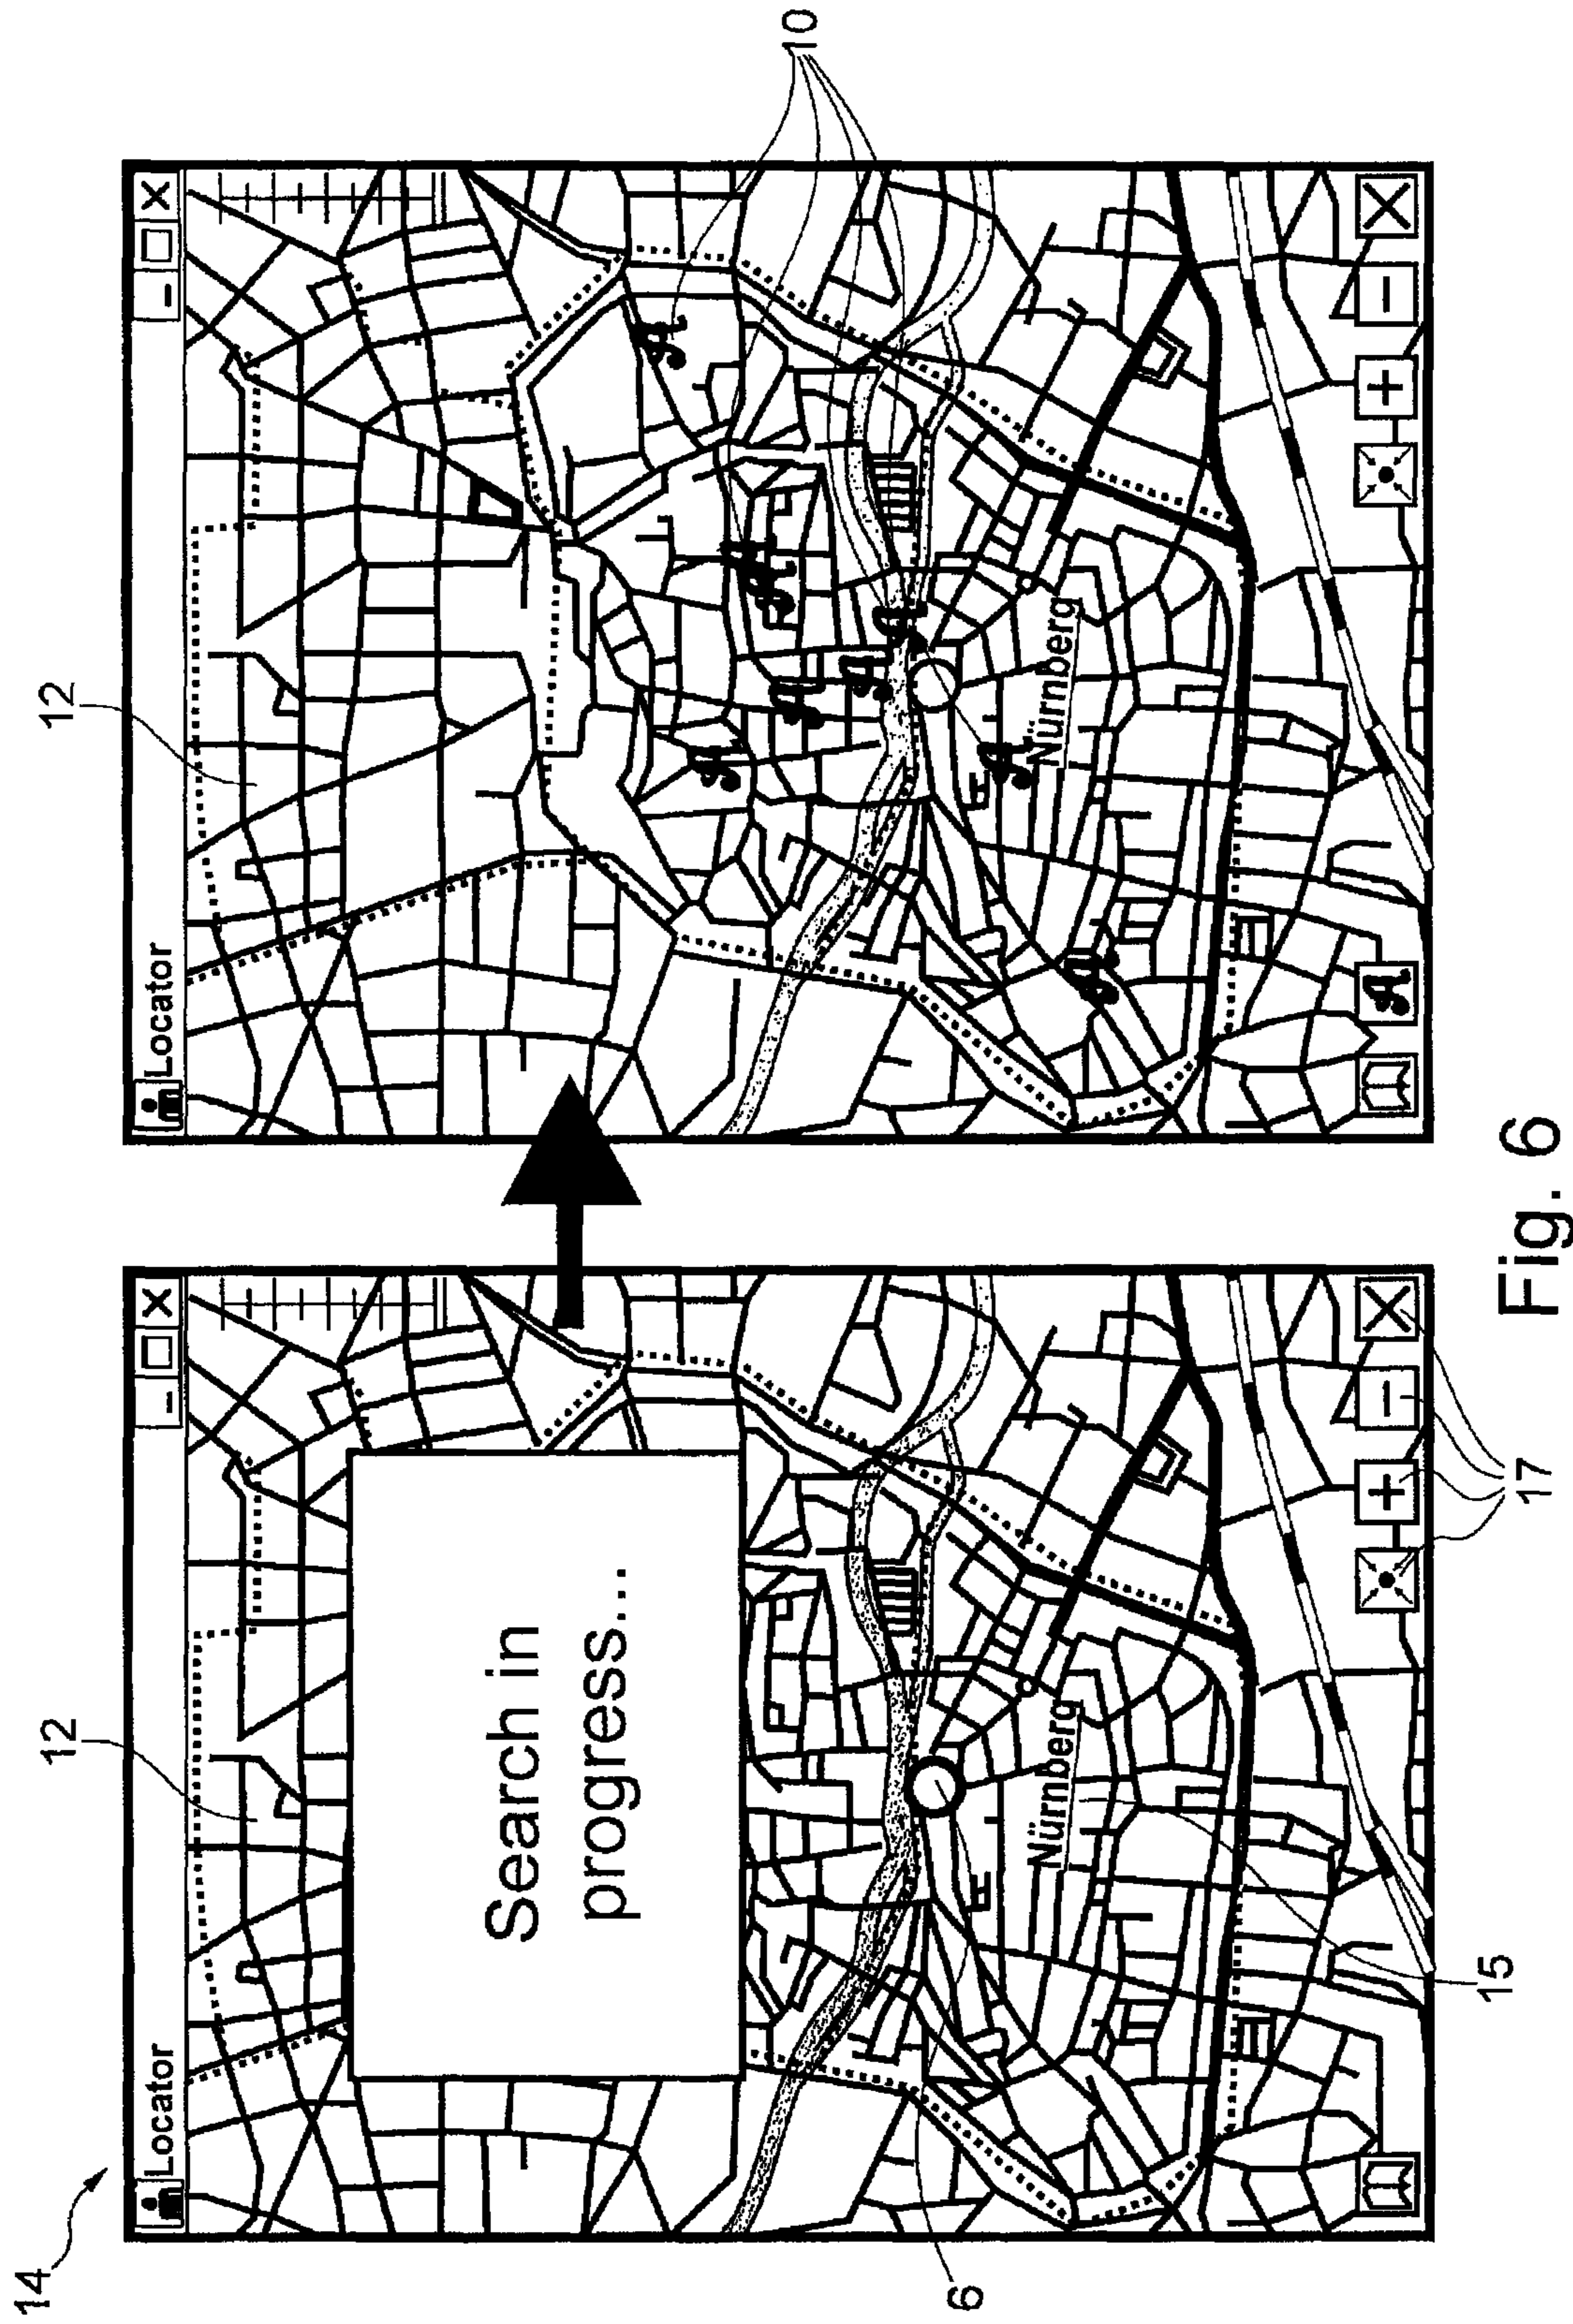 14
12
12
10
Locator
Locator
Search in
progress...
Nürnberg
Nürnberg
6
15
17
Fig. 6